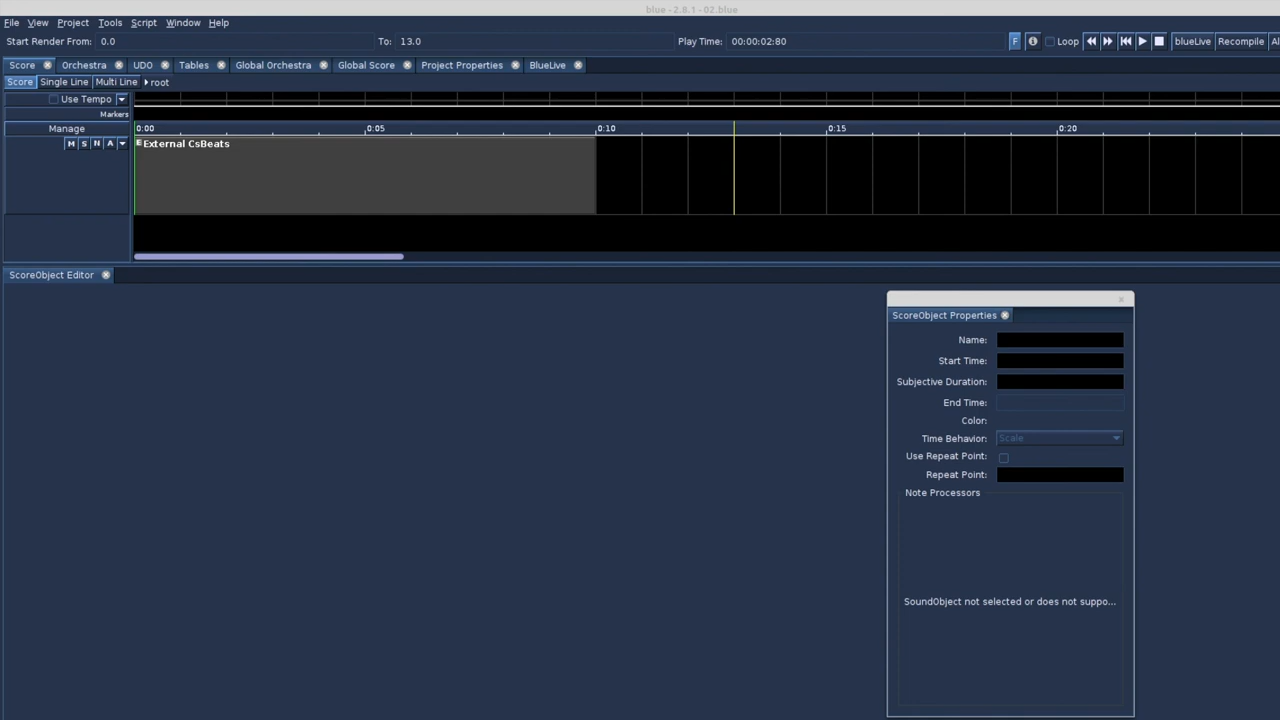 blue - 2.8.1 - 02.blue
File View Project Tools Script Window Help
Start Render From: 0.0 To: 13.0 Play Time: 00:00:02:80 F Loop blueLive Recompile Al
Score Orchestra UDO Tables Global Orchestra Global Score Project Properties BlueLive
Score Single Line Multi Line root
Use Tempo
Markers
Manage 0:00 0:05 0:10 0:15 0:20
M S N A E External CsBeats
ScoreObject Editor
ScoreObject Properties
Name:
Start Time:
Subjective Duration:
End Time:
Color:
Time Behavior: Scale
Use Repeat Point:
Repeat Point:
Note Processors
SoundObject not selected or does not suppo...